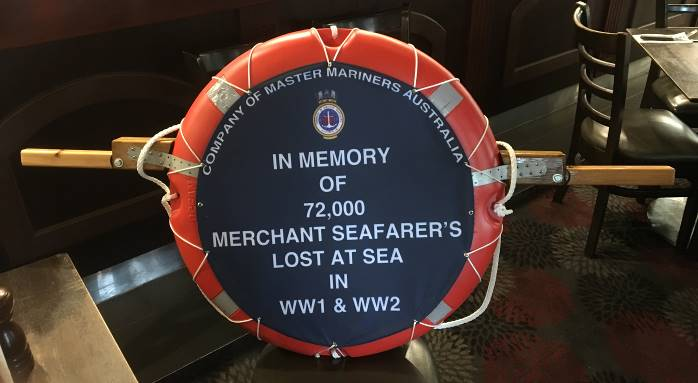 COMPANY OF MASTER MARINERS AUSTRALIA
IN MEMORY
OF
72,000
MERCHANT SEAFARER'S
LOST AT SEA
IN
WW1 & WW2